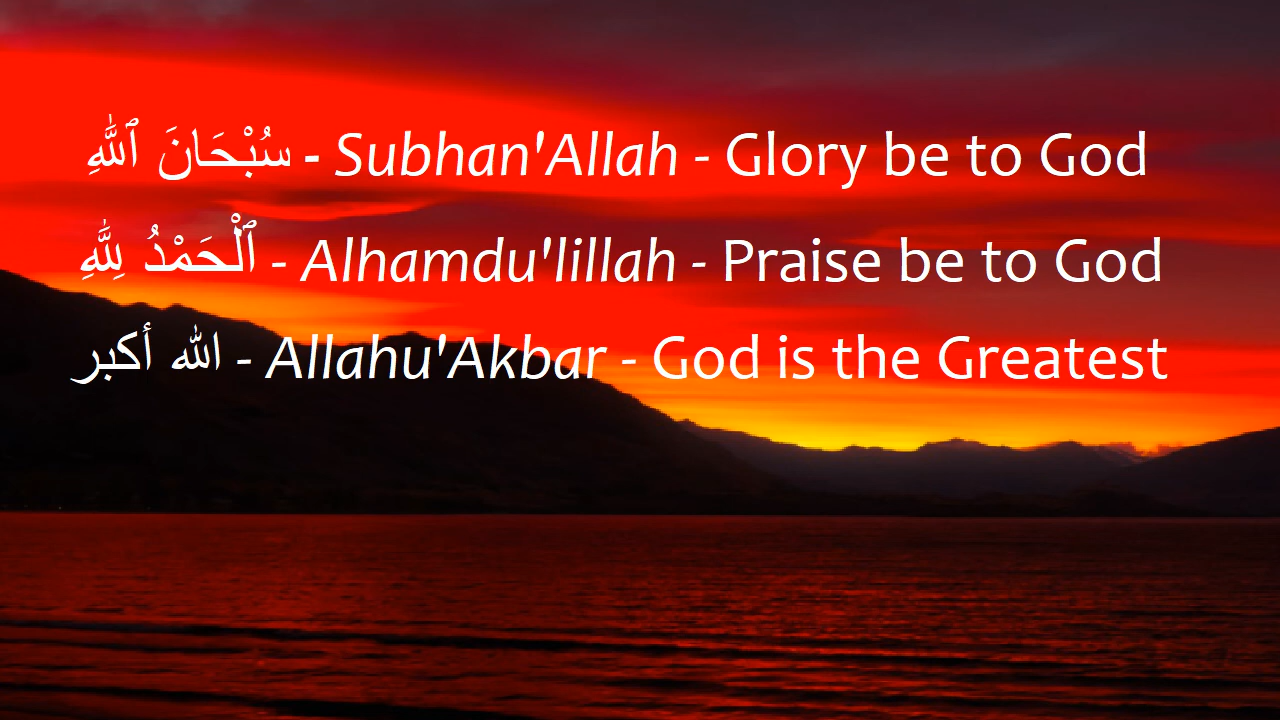 سُبْحَانَ ٱللَّٰهِ - Subhan'Allah - Glory be to God
ٱلْحَمْدُ لِلَّٰهِ - Alhamdu'lillah - Praise be to God
الله أكبر - Allahu'Akbar - God is the Greatest